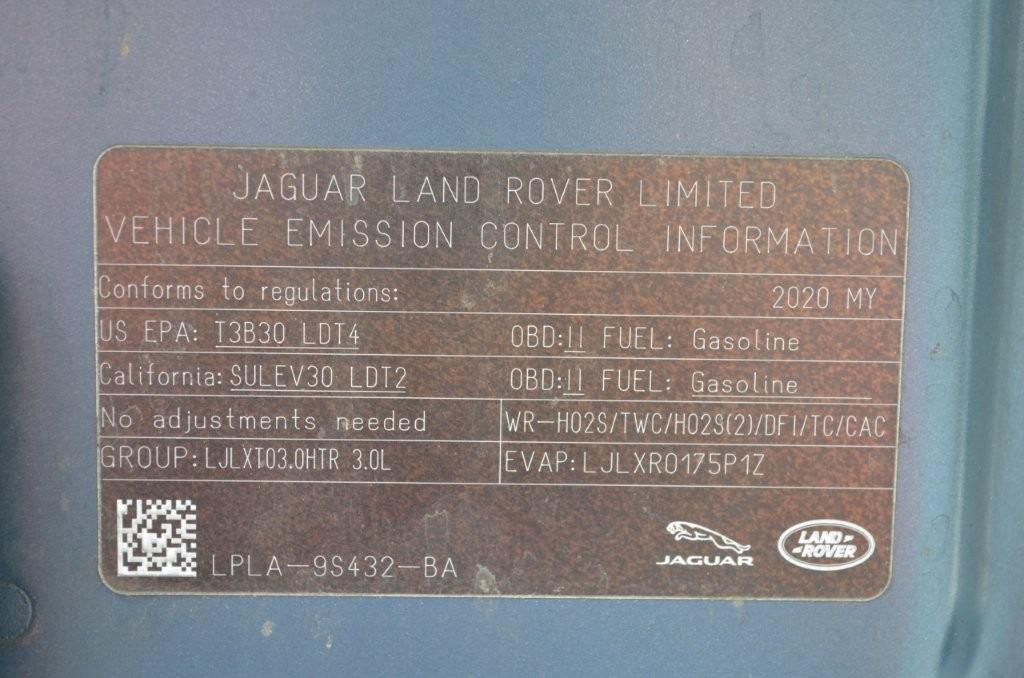 JAGUAR LAND ROVER LIMITED
VEHICLE EMISSION CONTROL INFORMATION
Conforms to regulations: 2020 MY
US EPA: T3B30 LDT4 OBD:II FUEL: Gasoline
California: SULEV30 LDT2 OBD:II FUEL: Gasoline
No adjustments needed WR-HO2S/TWC/HO2S(2)/DFI/TC/CAC
GROUP: LJLXT03.0HTR 3.0L EVAP: LJLXR0175P1Z
LPLA-9S432-BA
JAGUAR
LAND-
-ROVER